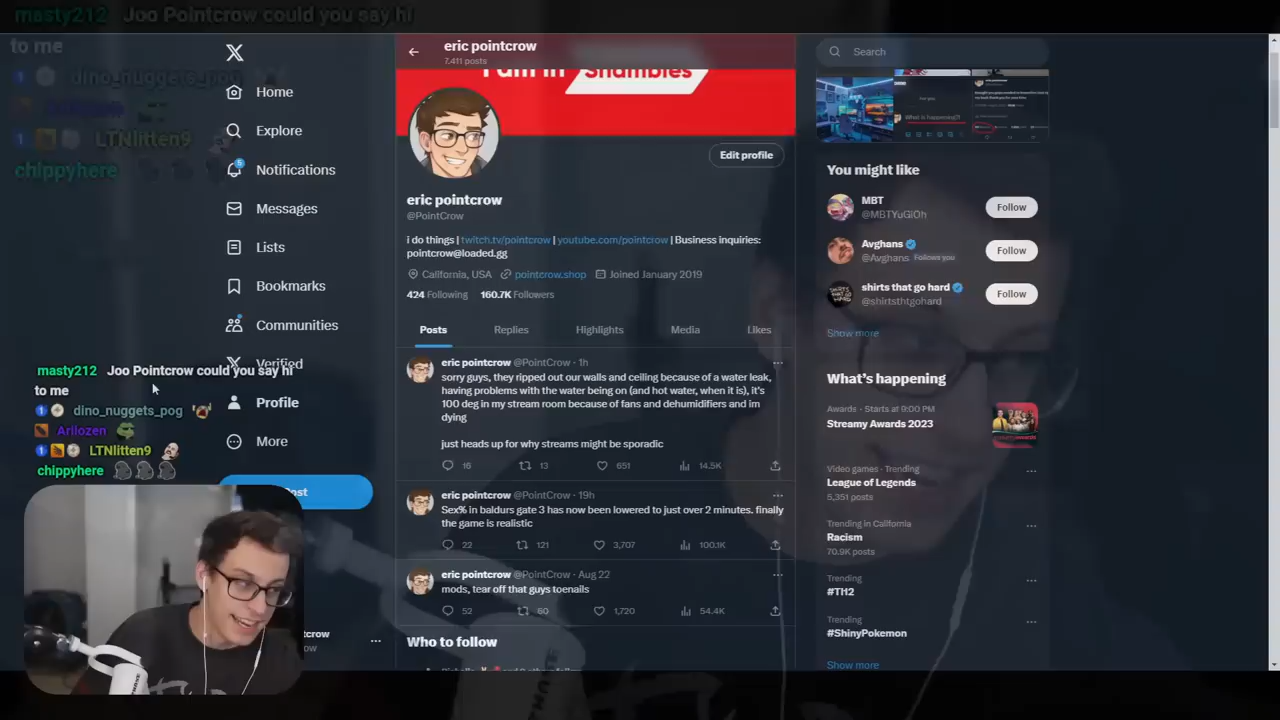 masty212 Joo Pointcrow could you say hi
to me
dino_nuggets_pog
LTNlitten9
chippyhere
Home
Explore
5
Notifications
Messages
Lists
Bookmarks
Communities
Verified
Profile
More
masty212 Joo Pointcrow could you say hi
to me
1 dino_nuggets_pog
Arilozen
1 LTNlitten9
chippyhere
eric pointcrow
7,411 posts
I am in Shambles
Edit profile
eric pointcrow
@PointCrow
i do things | twitch.tv/pointcrow | youtube.com/pointcrow | Business inquiries:
pointcrow@loaded.gg
California, USA pointcrow.shop Joined January 2019
424 Following 160.7K Followers
Posts Replies Highlights Media Likes
eric pointcrow @PointCrow · 1h
sorry guys, they ripped out our walls and ceiling because of a water leak,
having problems with the water being on (and hot water, when it is), it's
100 deg in my stream room because of fans and dehumidifiers and im
dying
just heads up for why streams might be sporadic
16 13 651 14.5K
eric pointcrow @PointCrow · 19h
Sex% in baldurs gate 3 has now been lowered to just over 2 minutes. finally
the game is realistic
22 121 3,707 100.1K
eric pointcrow @PointCrow · Aug 22
mods, tear off that guys toenails
52 60 1,720 54.4K
Who to follow
Search
You might like
MBT
@MBTYuGiOh
Follow
Avghans
@Avghans Follows you
Follow
shirts that go hard
@shirtsthtgohard
Follow
Show more
What's happening
Awards · Starts at 9:00 PM
Streamy Awards 2023
Video games · Trending
League of Legends
5,351 posts
Trending in California
Racism
70.9K posts
Trending
#TI12
Trending
#ShinyPokemon
Show more